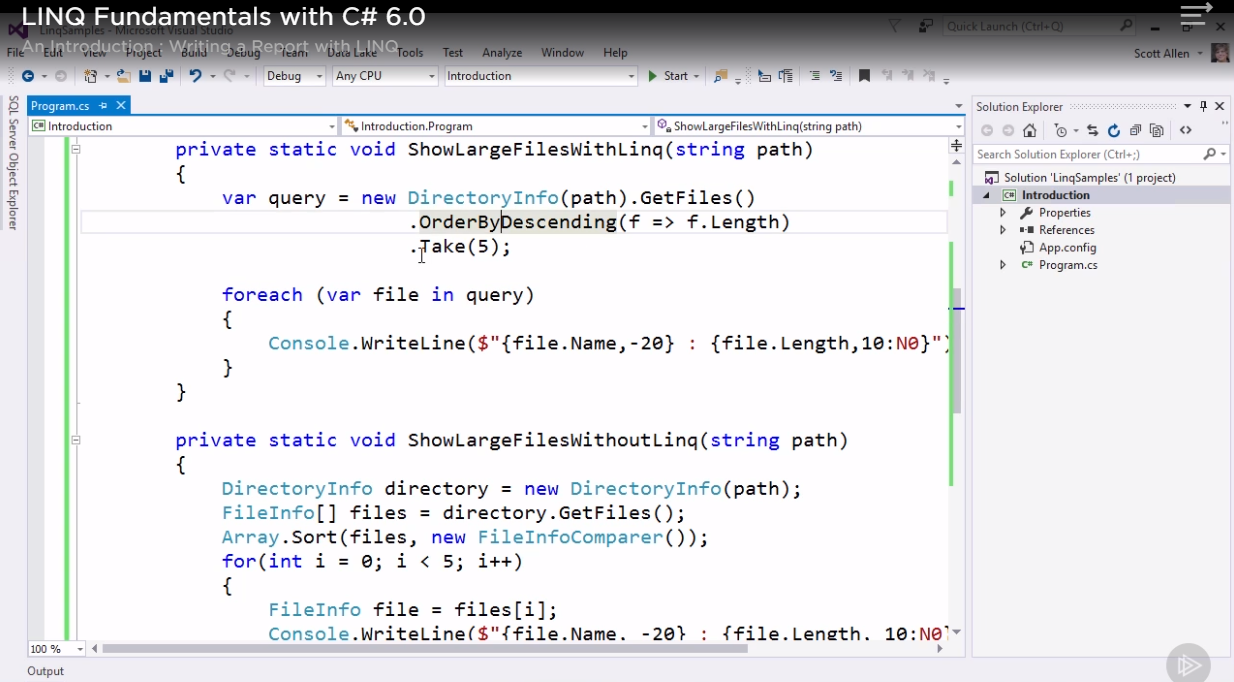 LINQ Fundamentals with C# 6.0
An Introduction : Writing a Report with LINQ
LinqSamples - Microsoft Visual Studio
Quick Launch (Ctrl+Q)
File Edit View Project Build Debug Team Data Lake Tools Test Analyze Window Help
Scott Allen
Debug Any CPU Introduction Start
SQL Server Object Explorer
Program.cs
Introduction Introduction.Program ShowLargeFilesWithLinq(string path)
private static void ShowLargeFilesWithLinq(string path)
{
var query = new DirectoryInfo(path).GetFiles()
.OrderByDescending(f => f.Length)
.Take(5);
foreach (var file in query)
{
Console.WriteLine($"{file.Name,-20} : {file.Length,10:N0}")
}
}
private static void ShowLargeFilesWithoutLinq(string path)
{
DirectoryInfo directory = new DirectoryInfo(path);
FileInfo[] files = directory.GetFiles();
Array.Sort(files, new FileInfoComparer());
for(int i = 0; i < 5; i++)
{
FileInfo file = files[i];
Console.WriteLine($"{file.Name, -20} : {file.Length, 10:N0}
100 %
Output
Solution Explorer
Search Solution Explorer (Ctrl+;)
Solution 'LinqSamples' (1 project)
C# Introduction
Properties
References
App.config
C# Program.cs